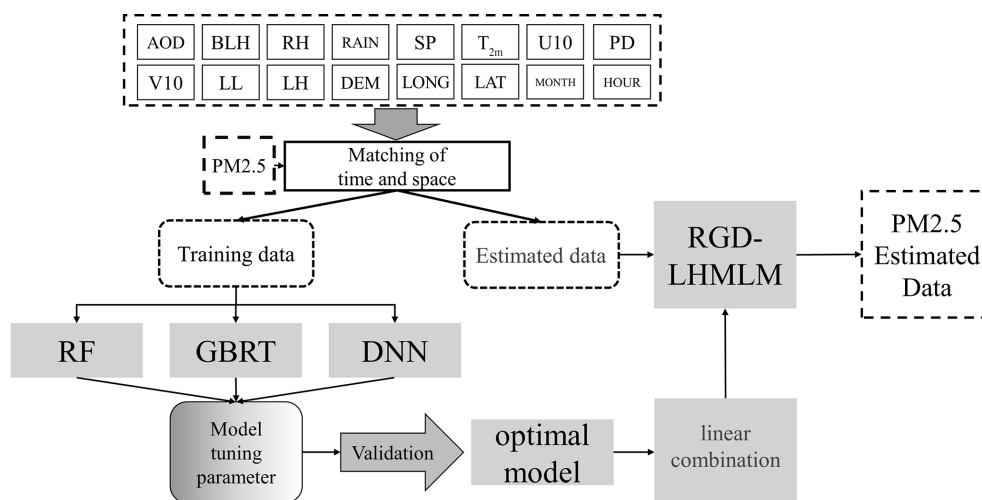 AOD BLH RH RAIN SP T2m U10 PD
V10 LL LH DEM LONG LAT MONTH HOUR
PM2.5
Matching of
time and space
Training data
Estimated data
RGD-
LHMLM
PM2.5
Estimated
Data
RF GBRT DNN
Model
tuning
parameter
Validation
optimal
model
linear
combination